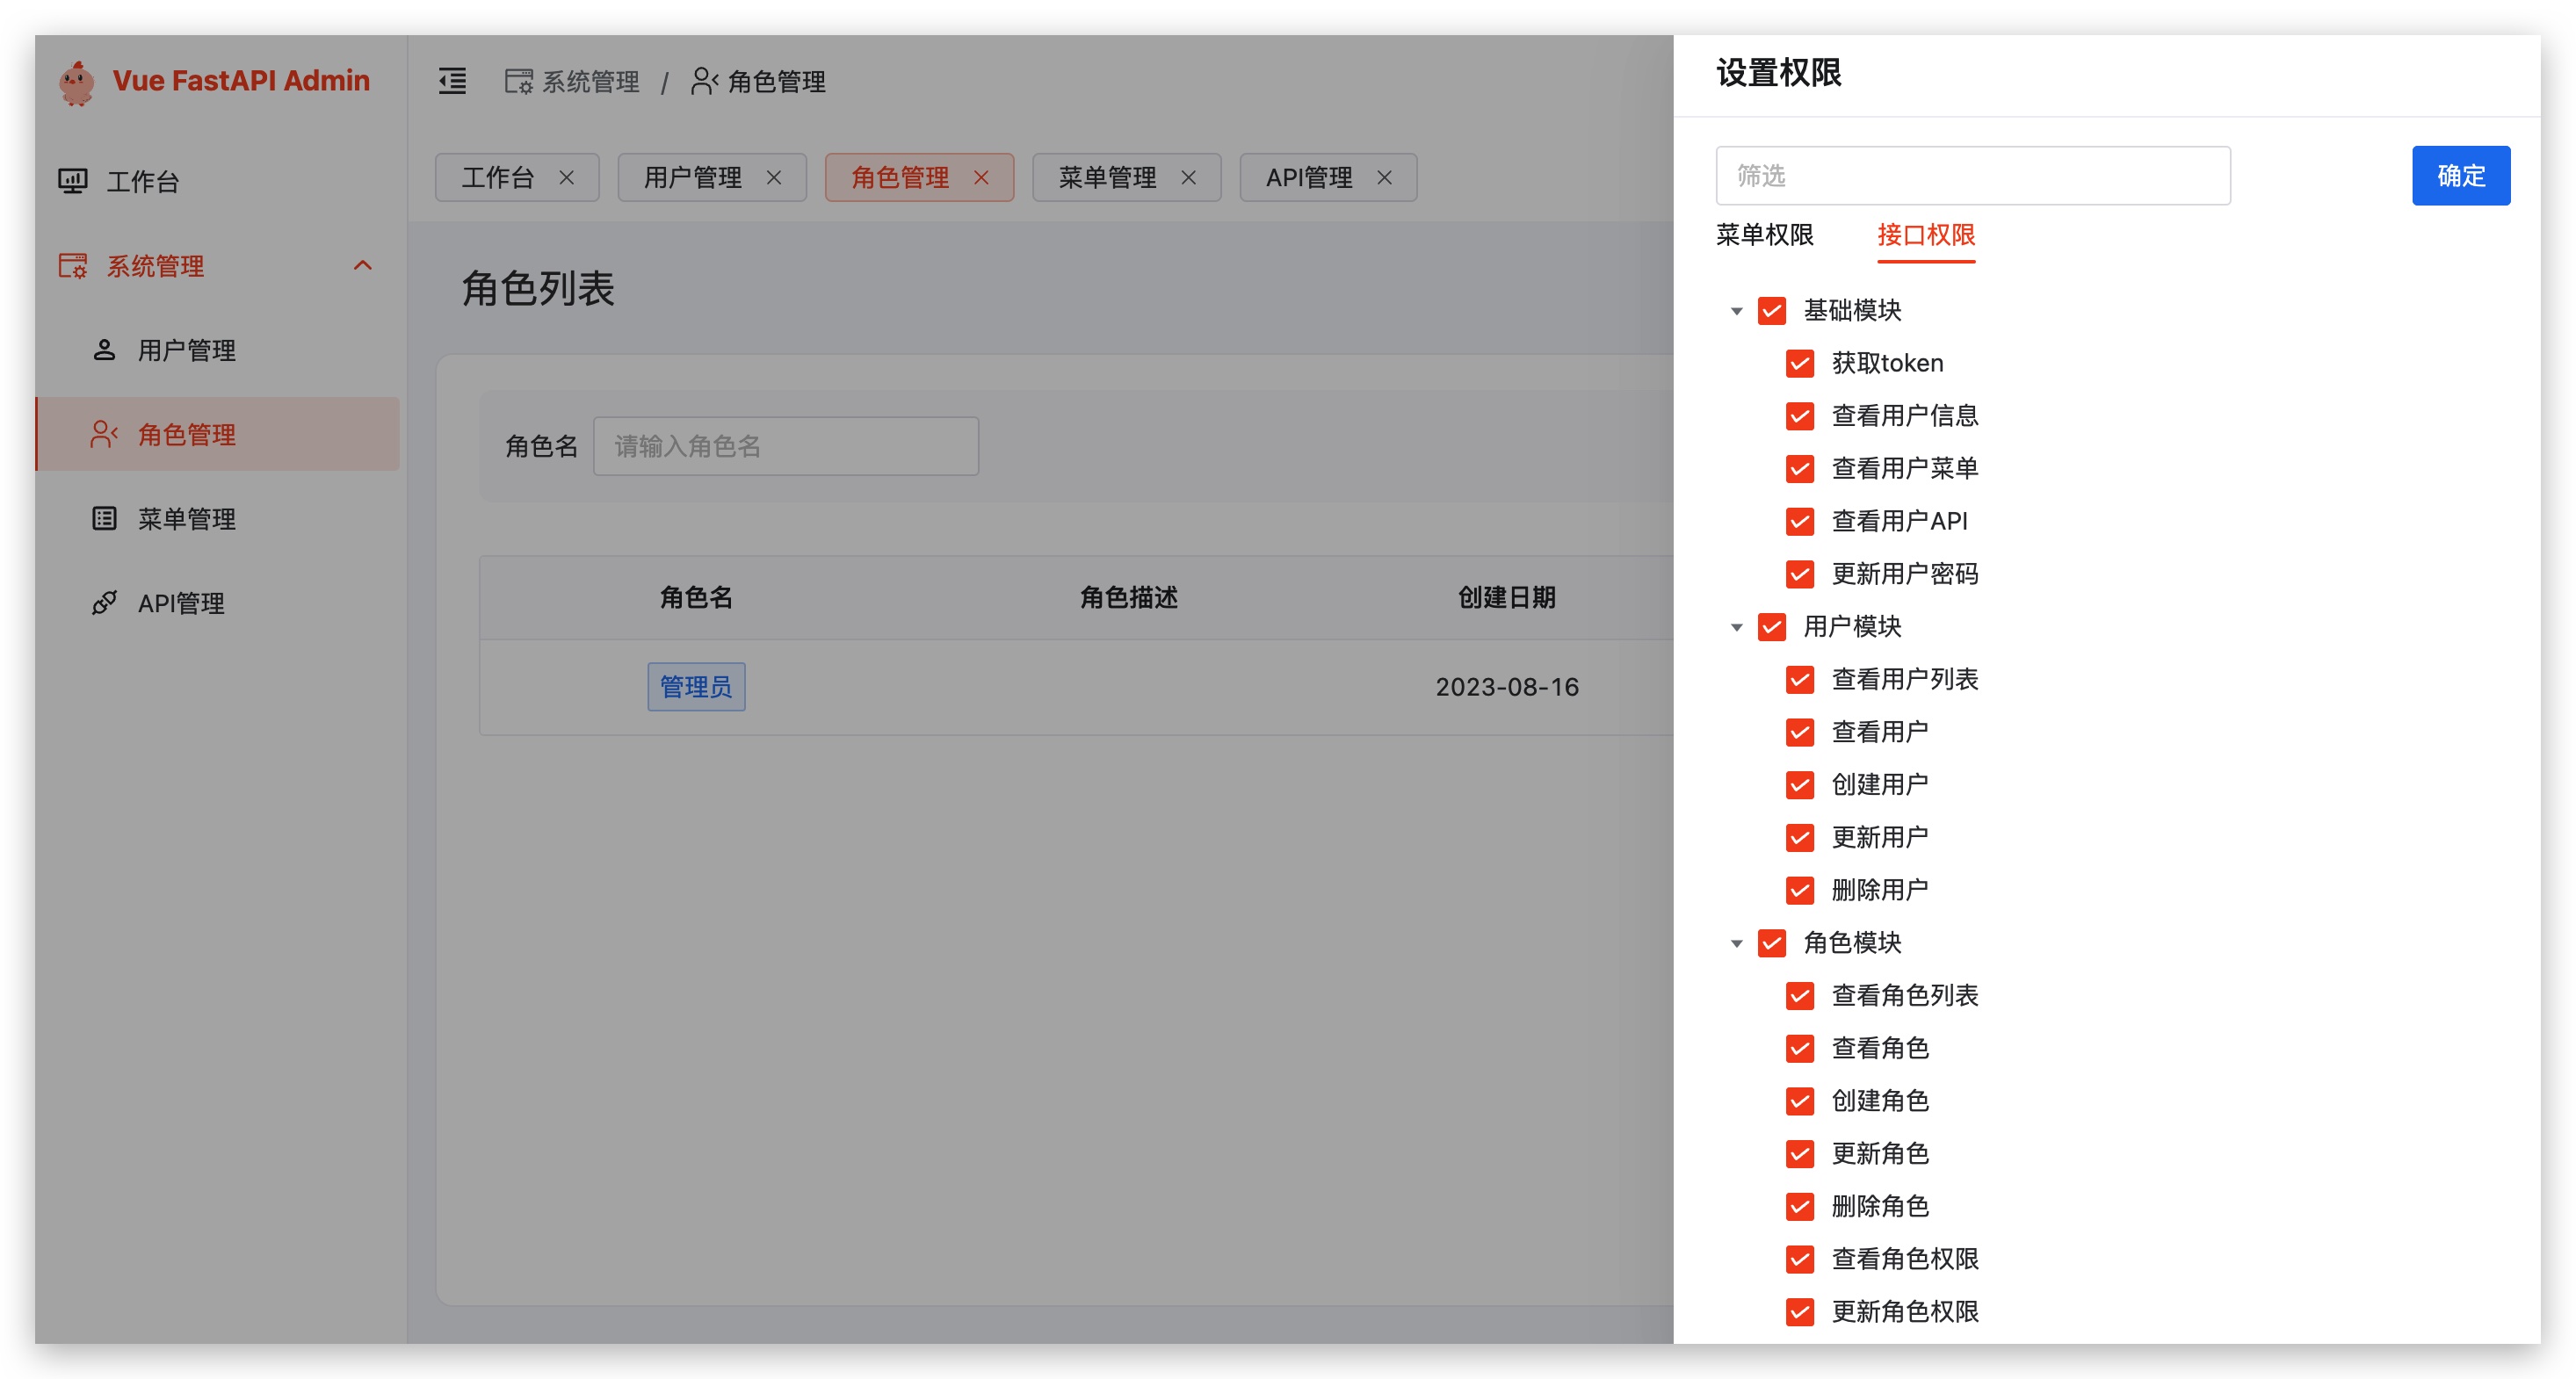 Vue FastAPI Admin
工作台
系统管理
用户管理
角色管理
菜单管理
API管理
系统管理 / 角色管理
工作台 用户管理 角色管理 菜单管理 API管理
角色列表
角色名 请输入角色名
角色名 角色描述 创建日期
管理员 2023-08-16
设置权限
筛选 确定
菜单权限 接口权限
基础模块
获取token
查看用户信息
查看用户菜单
查看用户API
更新用户密码
用户模块
查看用户列表
查看用户
创建用户
更新用户
删除用户
角色模块
查看角色列表
查看角色
创建角色
更新角色
删除角色
查看角色权限
更新角色权限